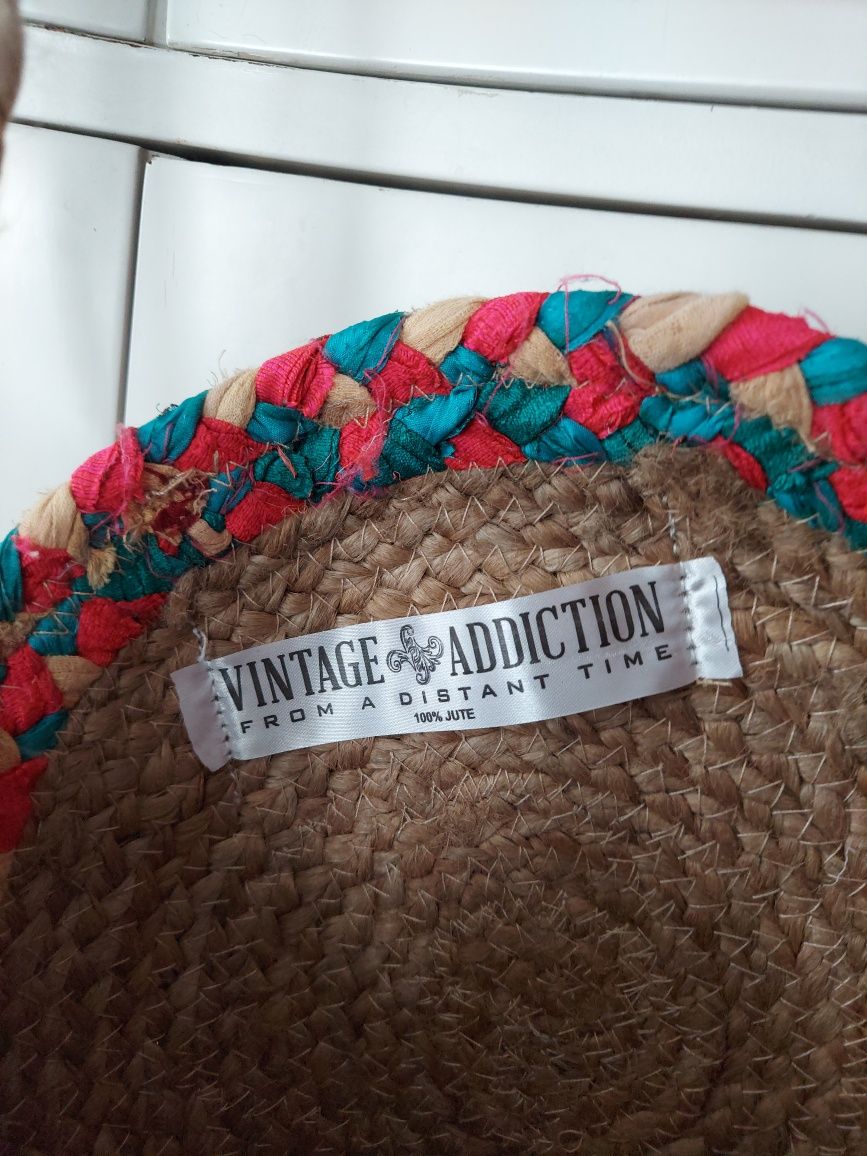 VINTAGE ADDICTION
FROM A DISTANT TIME
100% JUTE